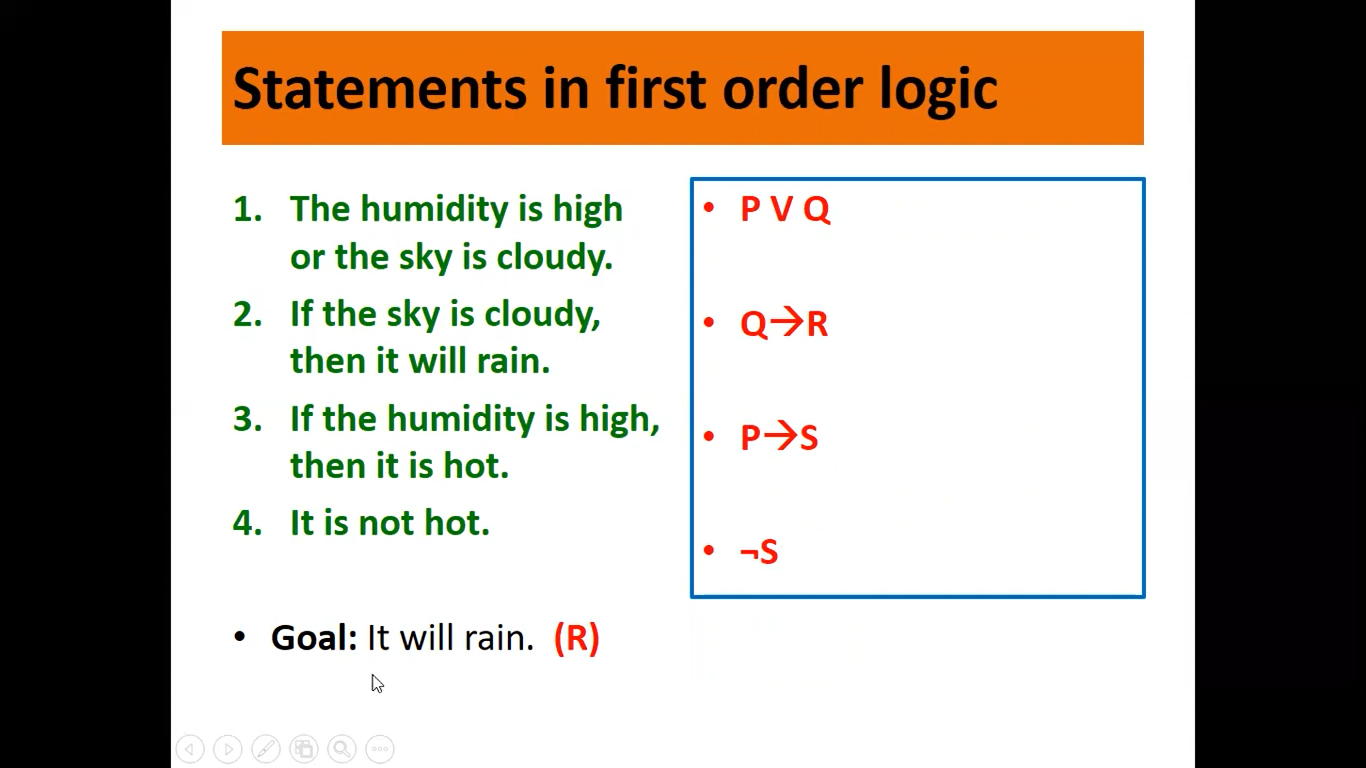 Statements in first order logic
1. The humidity is high
or the sky is cloudy.
2. If the sky is cloudy,
then it will rain.
3. If the humidity is high,
then it is hot.
4. It is not hot.
• Goal: It will rain. (R)
• P V Q
• Q→R
• P→S
• ¬S